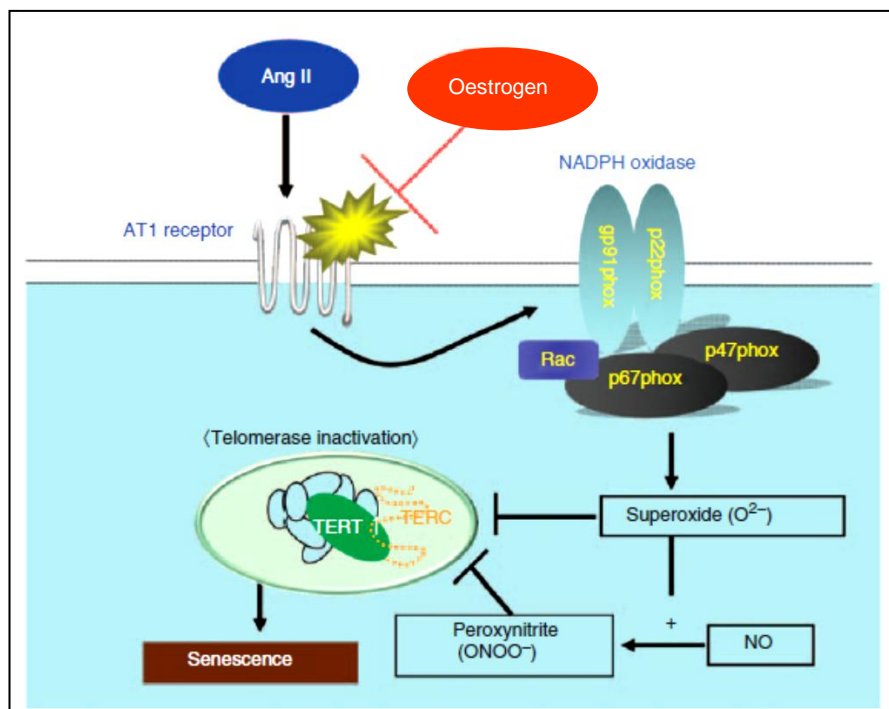 Ang II
Oestrogen
NADPH oxidase
AT1 receptor
gp91phox
p22phox
Rac
p67phox
p47phox
⟨Telomerase inactivation⟩
TERT
TERC
Superoxide (O²⁻)
+
Peroxynitrite
(ONOO⁻)
NO
Senescence